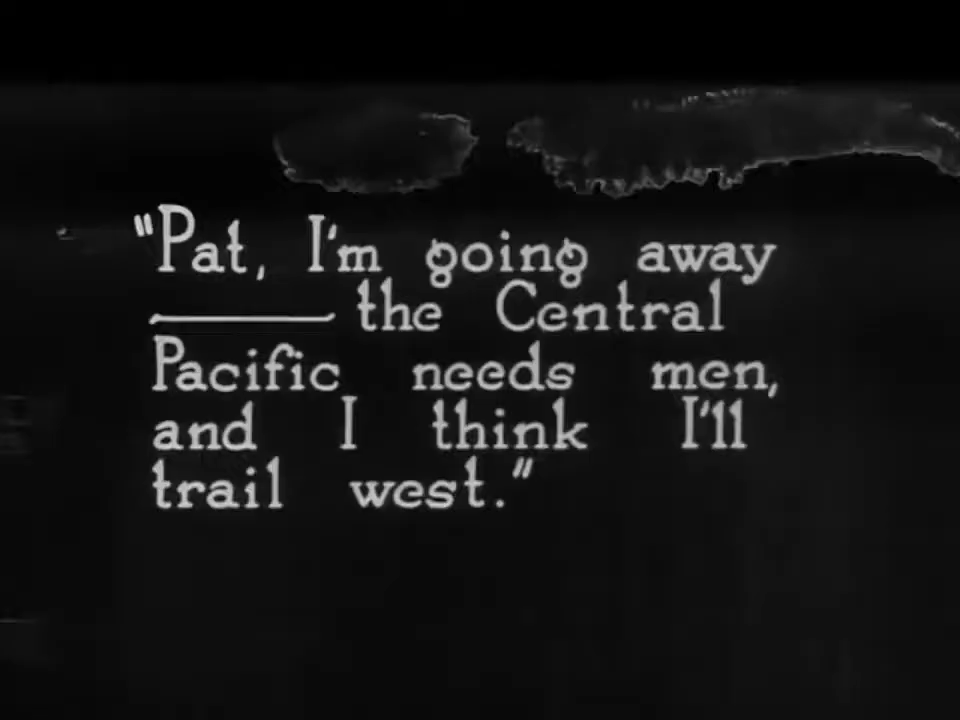 "Pat, I'm going away
—— the Central
Pacific needs men,
and I think I'll
trail west."